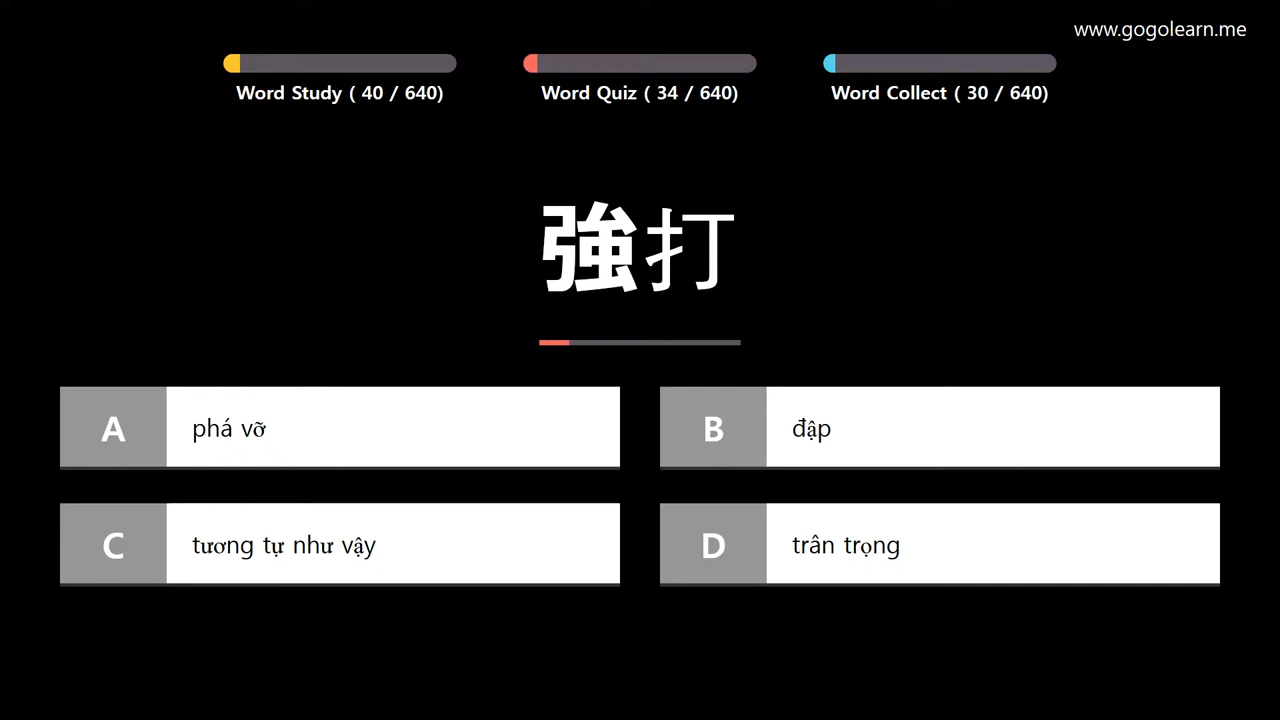 www.gogolearn.me
Word Study ( 40 / 640)
Word Quiz ( 34 / 640)
Word Collect ( 30 / 640)
強打
A phá vỡ
B đập
C tương tự như vậy
D trân trọng